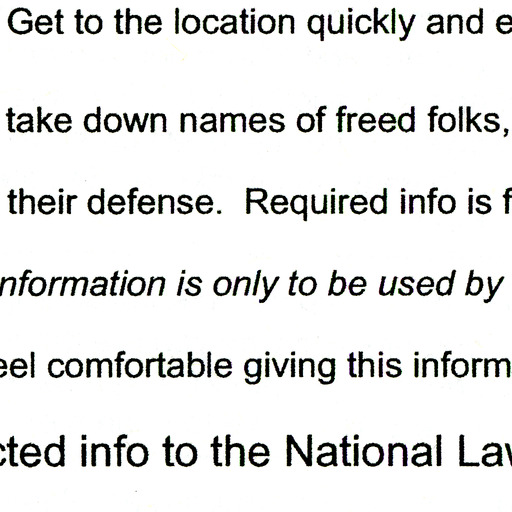 Get to the location quickly and e
take down names of freed folks,
their defense.  Required info is f
nformation is only to be used by
eel comfortable giving this inform
cted info to the National Law